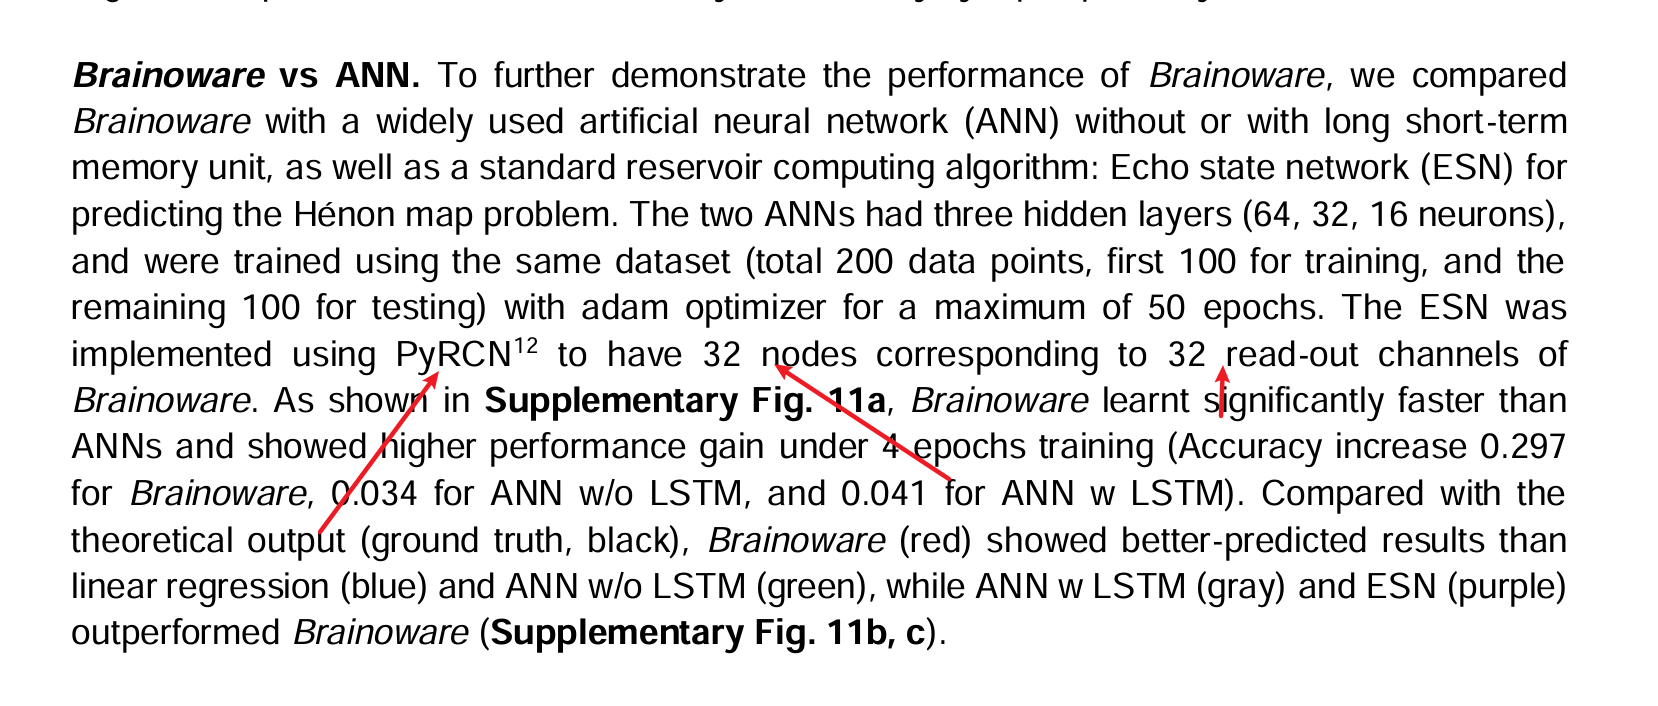 Brainoware vs ANN. To further demonstrate the performance of Brainoware, we compared
Brainoware with a widely used artificial neural network (ANN) without or with long short-term
memory unit, as well as a standard reservoir computing algorithm: Echo state network (ESN) for
predicting the Hénon map problem. The two ANNs had three hidden layers (64, 32, 16 neurons),
and were trained using the same dataset (total 200 data points, first 100 for training, and the
remaining 100 for testing) with adam optimizer for a maximum of 50 epochs. The ESN was
implemented using PyRCN12 to have 32 nodes corresponding to 32 read-out channels of
Brainoware. As shown in Supplementary Fig. 11a, Brainoware learnt significantly faster than
ANNs and showed higher performance gain under 4 epochs training (Accuracy increase 0.297
for Brainoware, 0.034 for ANN w/o LSTM, and 0.041 for ANN w LSTM). Compared with the
theoretical output (ground truth, black), Brainoware (red) showed better-predicted results than
linear regression (blue) and ANN w/o LSTM (green), while ANN w LSTM (gray) and ESN (purple)
outperformed Brainoware (Supplementary Fig. 11b, c).